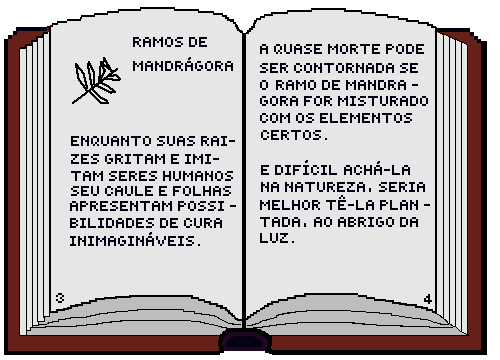 RAMOS DE
MANDRÁGORA
ENQUANTO SUAS RAI-
ZES GRITAM E IMI-
TAM SERES HUMANOS
SEU CAULE E FOLHAS
APRESENTAM POSSI-
BILIDADES DE CURA
INIMAGINÁVEIS.
3
A QUASE MORTE PODE
SER CONTORNADA SE
O RAMO DE MANDRA-
GORA FOR MISTURADO
COM OS ELEMENTOS
CERTOS.
E DIFÍCIL ACHÁ-LA
NA NATUREZA. SERIA
MELHOR TÊ-LA PLAN-
TADA. AO ABRIGO DA
LUZ.
4